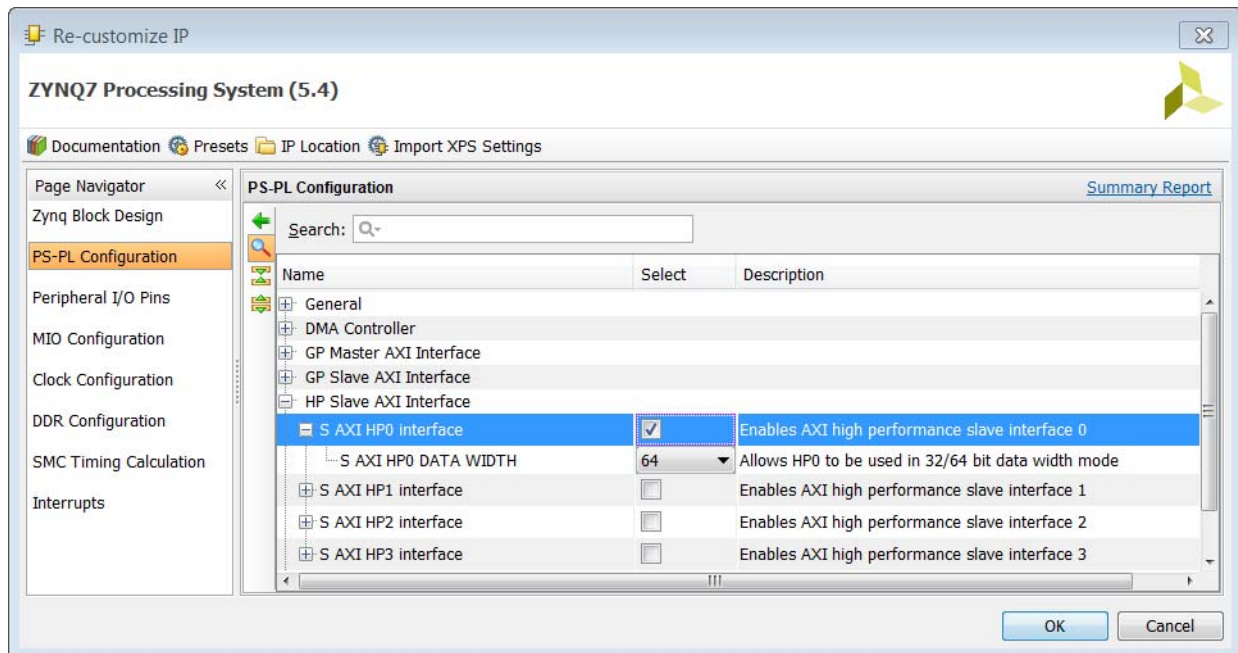 Re-customize IP
ZYNQ7 Processing System (5.4)
Documentation Presets IP Location Import XPS Settings
Page Navigator «
Zynq Block Design
PS-PL Configuration
Peripheral I/O Pins
MIO Configuration
Clock Configuration
DDR Configuration
SMC Timing Calculation
Interrupts
PS-PL Configuration Summary Report
Search:
Name Select Description
General
DMA Controller
GP Master AXI Interface
GP Slave AXI Interface
HP Slave AXI Interface
S AXI HP0 interface Enables AXI high performance slave interface 0
S AXI HP0 DATA WIDTH 64 Allows HP0 to be used in 32/64 bit data width mode
S AXI HP1 interface Enables AXI high performance slave interface 1
S AXI HP2 interface Enables AXI high performance slave interface 2
S AXI HP3 interface Enables AXI high performance slave interface 3
OK Cancel